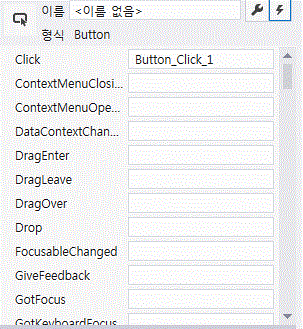 이름 <이름 없음>
형식 Button
Click Button_Click_1
ContextMenuClosi...
ContextMenuOpe...
DataContextChan...
DragEnter
DragLeave
DragOver
Drop
FocusableChanged
GiveFeedback
GotFocus
GotKeyboardFocus